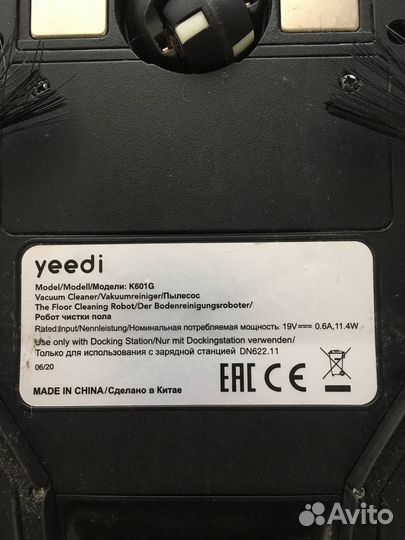 yeedi
Model/Modell/Модели: K601G
Vacuum Cleaner/Vakuumreiniger/Пылесос
The Floor Cleaning Robot/Der Bodenreinigungsroboter/
Робот чистки пола
Rated:Input/Nennleistung/Номинальная потребляемая мощность: 19V⎓ 0.6A,11.4W
Use only with Docking Station/Nur mit Dockingstation verwenden/
Только для использования с зарядной станцией DN622.11
06/20
EAC CE
MADE IN CHINA/Сделано в Китае
Avito